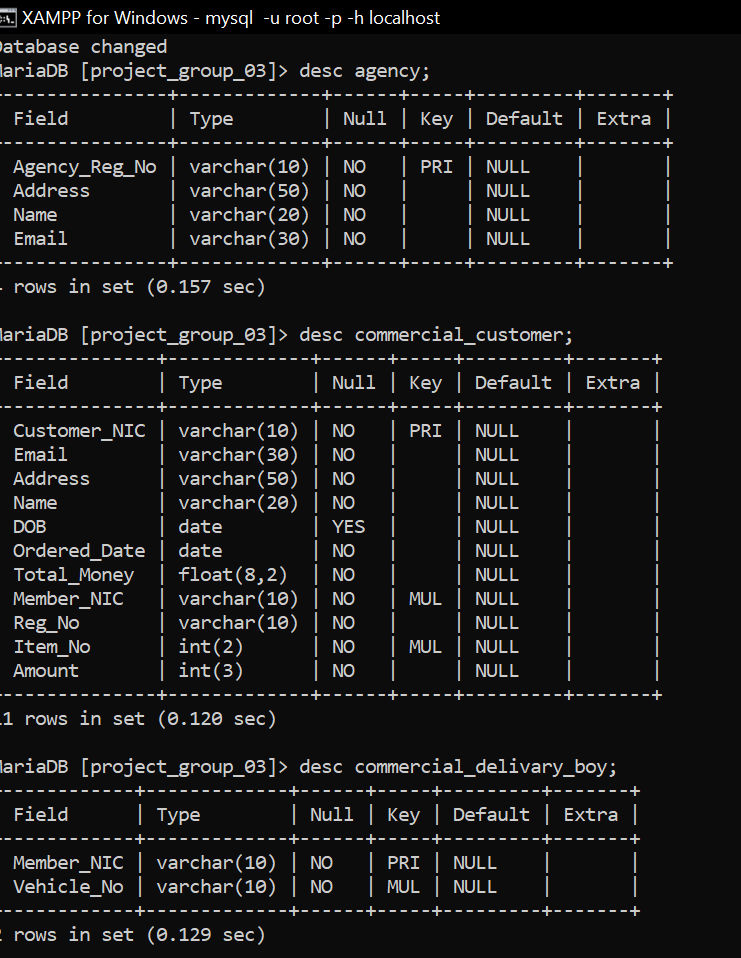 XAMPP for Windows - mysql  -u root -p -h localhost
Database changed
MariaDB [project_group_03]> desc agency;
---------------+-------------+------+-----+---------+-------+
 Field         | Type        | Null | Key | Default | Extra |
---------------+-------------+------+-----+---------+-------+
 Agency_Reg_No | varchar(10) | NO   | PRI | NULL    |       |
 Address       | varchar(50) | NO   |     | NULL    |       |
 Name          | varchar(20) | NO   |     | NULL    |       |
 Email         | varchar(30) | NO   |     | NULL    |       |
---------------+-------------+------+-----+---------+-------+
4 rows in set (0.157 sec)
MariaDB [project_group_03]> desc commercial_customer;
--------------+-------------+------+-----+---------+-------+
 Field        | Type        | Null | Key | Default | Extra |
--------------+-------------+------+-----+---------+-------+
 Customer_NIC | varchar(10) | NO   | PRI | NULL    |       |
 Email        | varchar(30) | NO   |     | NULL    |       |
 Address      | varchar(50) | NO   |     | NULL    |       |
 Name         | varchar(20) | NO   |     | NULL    |       |
 DOB          | date        | YES  |     | NULL    |       |
 Ordered_Date | date        | NO   |     | NULL    |       |
 Total_Money  | float(8,2)  | NO   |     | NULL    |       |
 Member_NIC   | varchar(10) | NO   | MUL | NULL    |       |
 Reg_No       | varchar(10) | NO   |     | NULL    |       |
 Item_No      | int(2)      | NO   | MUL | NULL    |       |
 Amount       | int(3)      | NO   |     | NULL    |       |
--------------+-------------+------+-----+---------+-------+
11 rows in set (0.120 sec)
MariaDB [project_group_03]> desc commercial_delivary_boy;
------------+-------------+------+-----+---------+-------+
 Field      | Type        | Null | Key | Default | Extra |
------------+-------------+------+-----+---------+-------+
 Member_NIC | varchar(10) | NO   | PRI | NULL    |       |
 Vehicle_No | varchar(10) | NO   | MUL | NULL    |       |
------------+-------------+------+-----+---------+-------+
2 rows in set (0.129 sec)